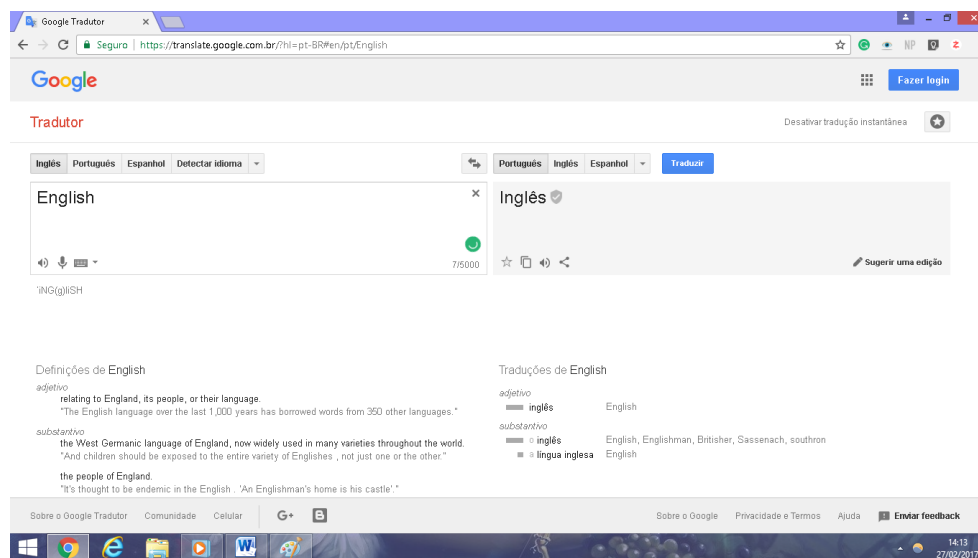 Google Tradutor
Seguro | https://translate.google.com.br/?hl=pt-BR#en/pt/English
NP
Google
Fazer login
Tradutor
Desativar tradução instantânea
Inglês Português Espanhol Detectar idioma
Português Inglês Espanhol Traduzir
English
Inglês
7/5000
Sugerir uma edição
ˈiNG(g)liSH
Definições de English
adjetivo
relating to England, its people, or their language.
"The English language over the last 1,000 years has borrowed words from 350 other languages."
substantivo
the West Germanic language of England, now widely used in many varieties throughout the world.
"And children should be exposed to the entire variety of Englishes , not just one or the other."
the people of England.
"It's thought to be endemic in the English . 'An Englishman's home is his castle'."
Traduções de English
adjetivo
inglês English
substantivo
o inglês English, Englishman, Britisher, Sassenach, southron
a língua inglesa English
Sobre o Google Tradutor Comunidade Celular G+ B
Sobre o Google Privacidade e Termos Ajuda Enviar feedback
14:13